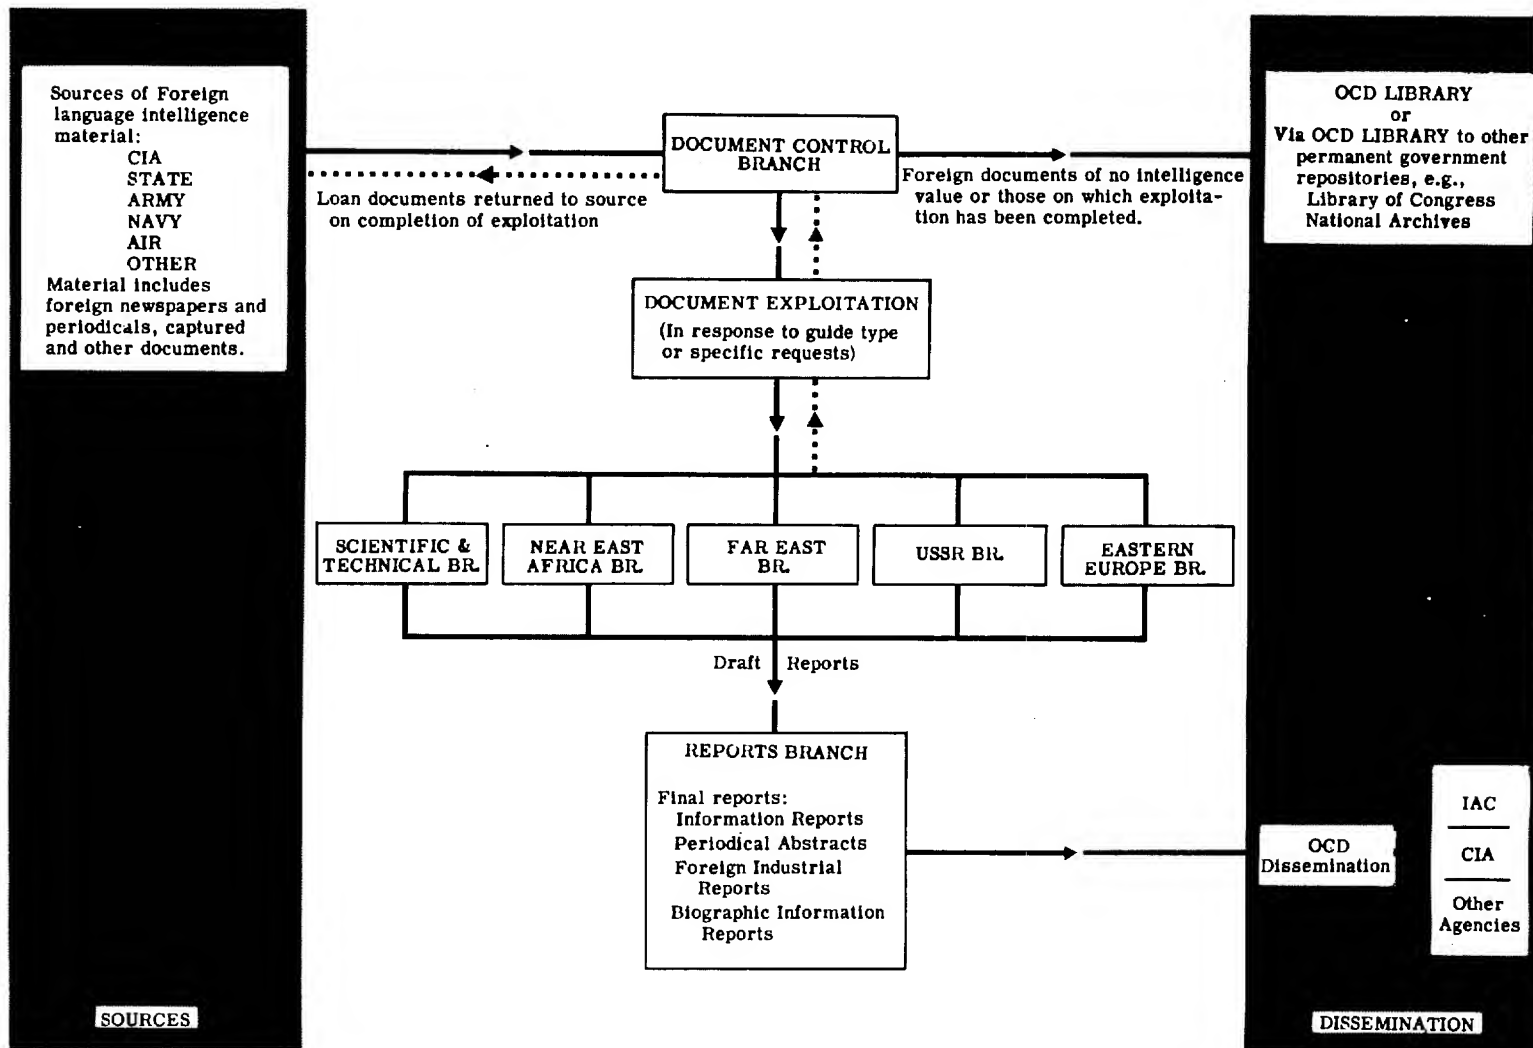 Sources of Foreign
language intelligence
material:
CIA
STATE
ARMY
NAVY
AIR
OTHER
Material includes
foreign newspapers and
periodicals, captured
and other documents.
SOURCES
Loan documents returned to source
on completion of exploitation
DOCUMENT CONTROL
BRANCH
Foreign documents of no intelligence
value or those on which exploita-
tion has been completed.
DOCUMENT EXPLOITATION
(In response to guide type
or specific requests)
SCIENTIFIC &
TECHNICAL BR.
NEAR EAST
AFRICA BR.
FAR EAST
BR.
USSR BR.
EASTERN
EUROPE BR.
Draft Reports
REPORTS BRANCH
Final reports:
Information Reports
Periodical Abstracts
Foreign Industrial
Reports
Biographic Information
Reports
OCD LIBRARY
or
Via OCD LIBRARY to other
permanent government
repositories, e.g.,
Library of Congress
National Archives
OCD
Dissemination
IAC
CIA
Other
Agencies
DISSEMINATION